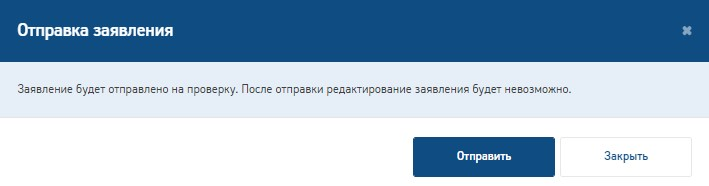 Отправка заявления
Заявление будет отправлено на проверку. После отправки редактирование заявления будет невозможно.
Отправить
Закрыть